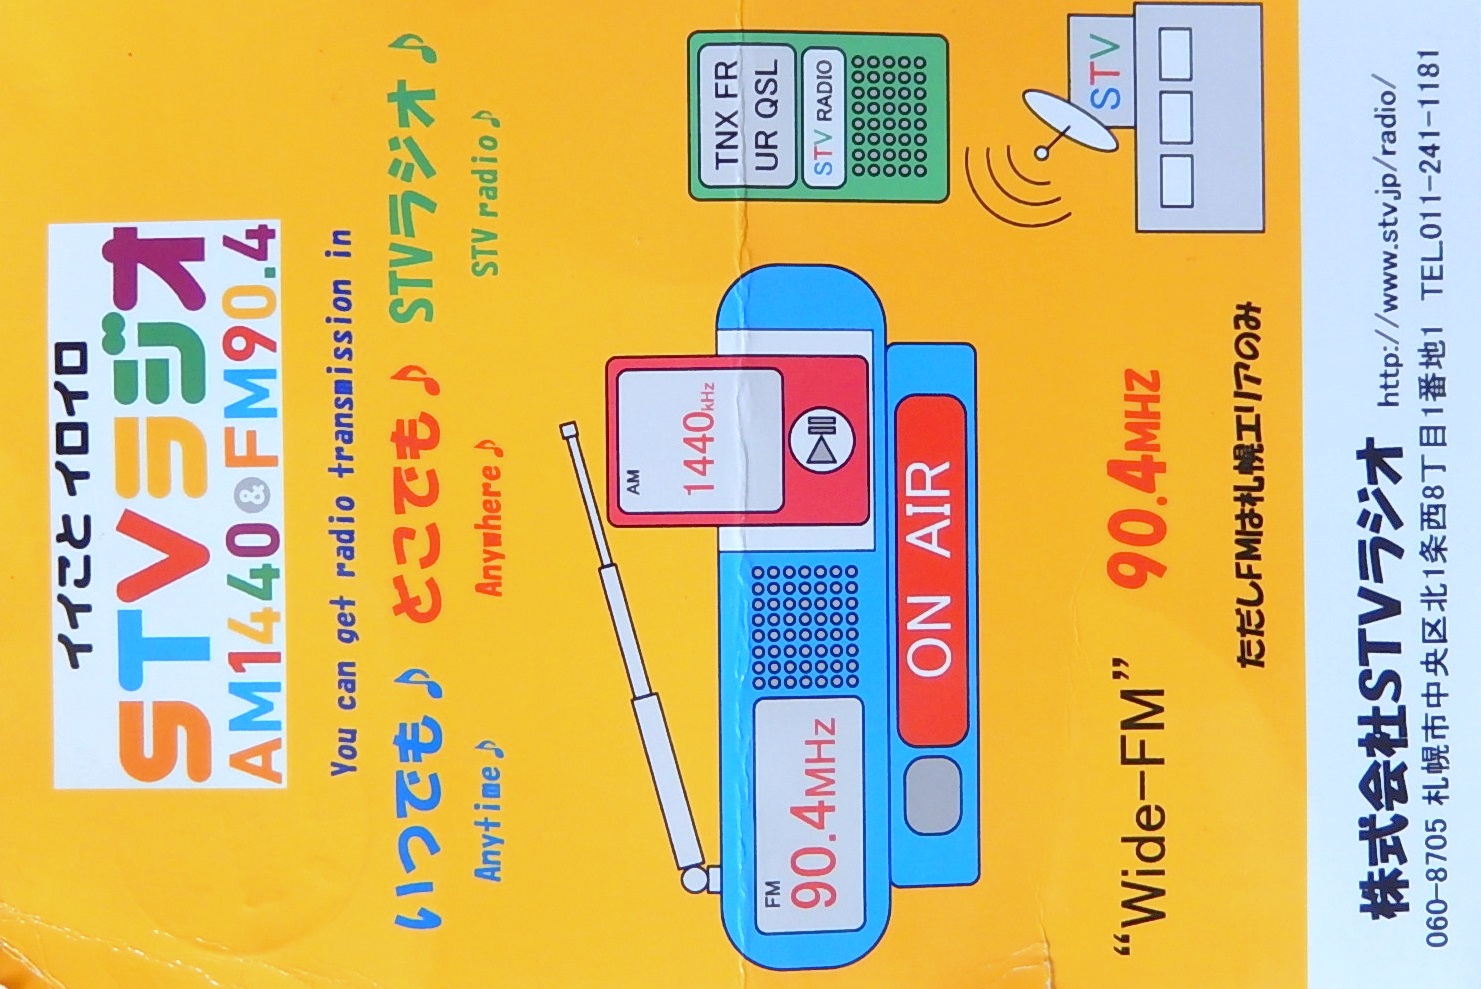 イイこと イロイロ
STVラジオ
AM1440&FM90.4
You can get radio transmission in
いつでも♪ どこでも♪ STVラジオ♪
Anytime♪ Anywhere♪ STV radio♪
AM
1440kHz
FM
90.4MHz
ON AIR
TNX FR
UR QSL
STV RADIO
STV
“Wide-FM” 90.4MHz
ただしFMは札幌エリアのみ
株式会社STVラジオ http://www.stv.jp/radio/
060-8705 札幌市中央区北1条西8丁目1番地1 TEL011-241-1181